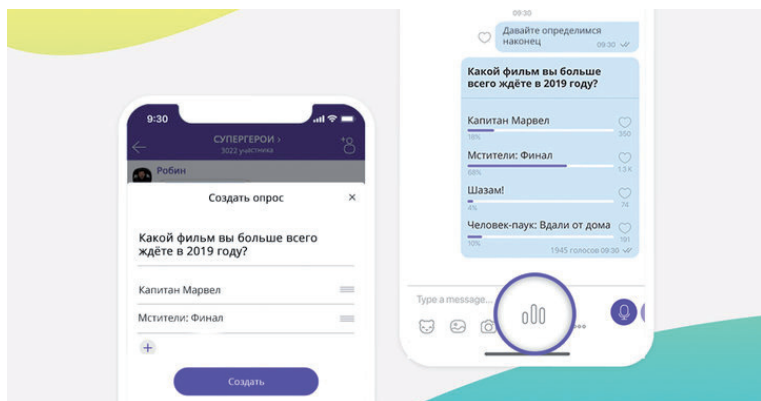 9:30
СУПЕРГЕРОИ ›
3022 участника
Робин
Создать опрос ×
Какой фильм вы больше всего
ждёте в 2019 году?
Капитан Марвел
Мстители: Финал
+
Создать
09:30
Давайте определимся
наконец 09:30
Какой фильм вы больше
всего ждёте в 2019 году?
Капитан Марвел
18% 350
Мстители: Финал
68% 1.3 K
Шазам!
4% 74
Человек-паук: Вдали от дома
10% 191
1945 голосов 09:30
Type a message...